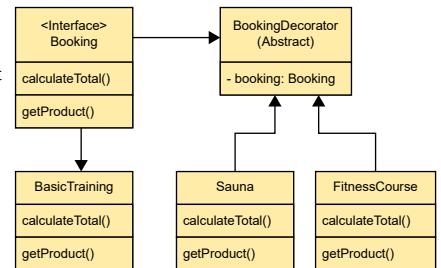 <Interface>
Booking
calculateTotal()
getProduct()
BookingDecorator
(Abstract)
- booking: Booking
BasicTraining
calculateTotal()
getProduct()
Sauna
calculateTotal()
getProduct()
FitnessCourse
calculateTotal()
getProduct()